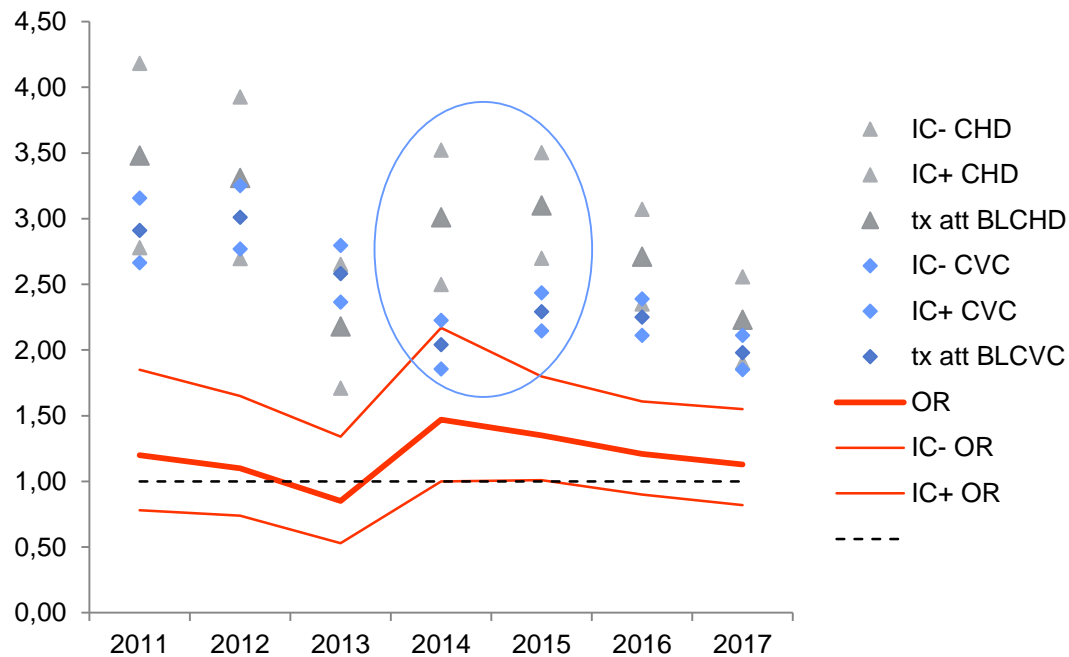 4,50
4,00
3,50
3,00
2,50
2,00
1,50
1,00
0,50
0,00
2011 2012 2013 2014 2015 2016 2017
IC- CHD
IC+ CHD
tx att BLCHD
IC- CVC
IC+ CVC
tx att BLCVC
OR
IC- OR
IC+ OR